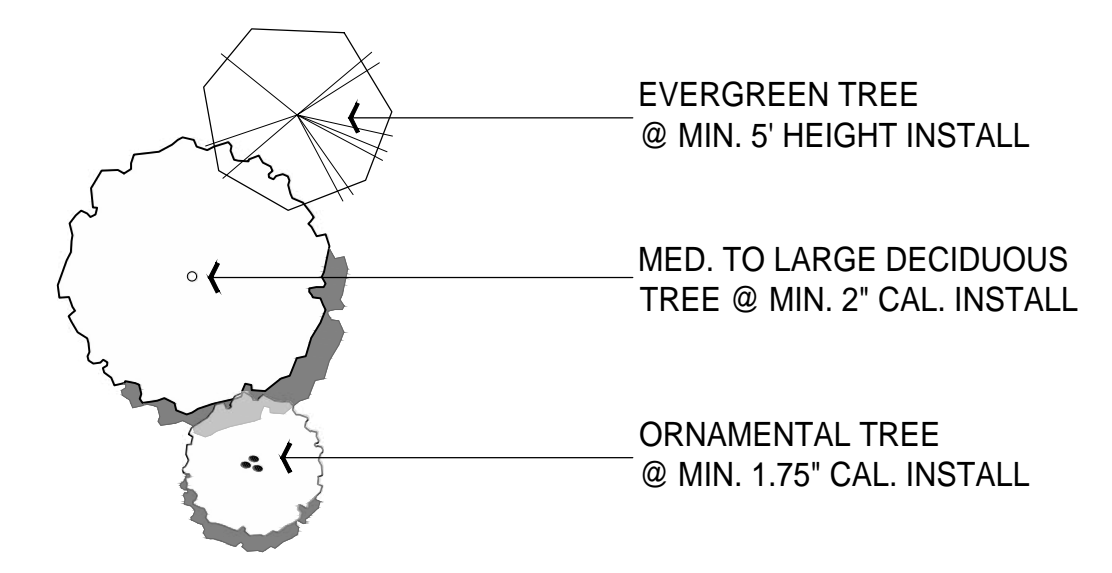 EVERGREEN TREE
@ MIN. 5' HEIGHT INSTALL
MED. TO LARGE DECIDUOUS
TREE @ MIN. 2" CAL. INSTALL
ORNAMENTAL TREE
@ MIN. 1.75" CAL. INSTALL